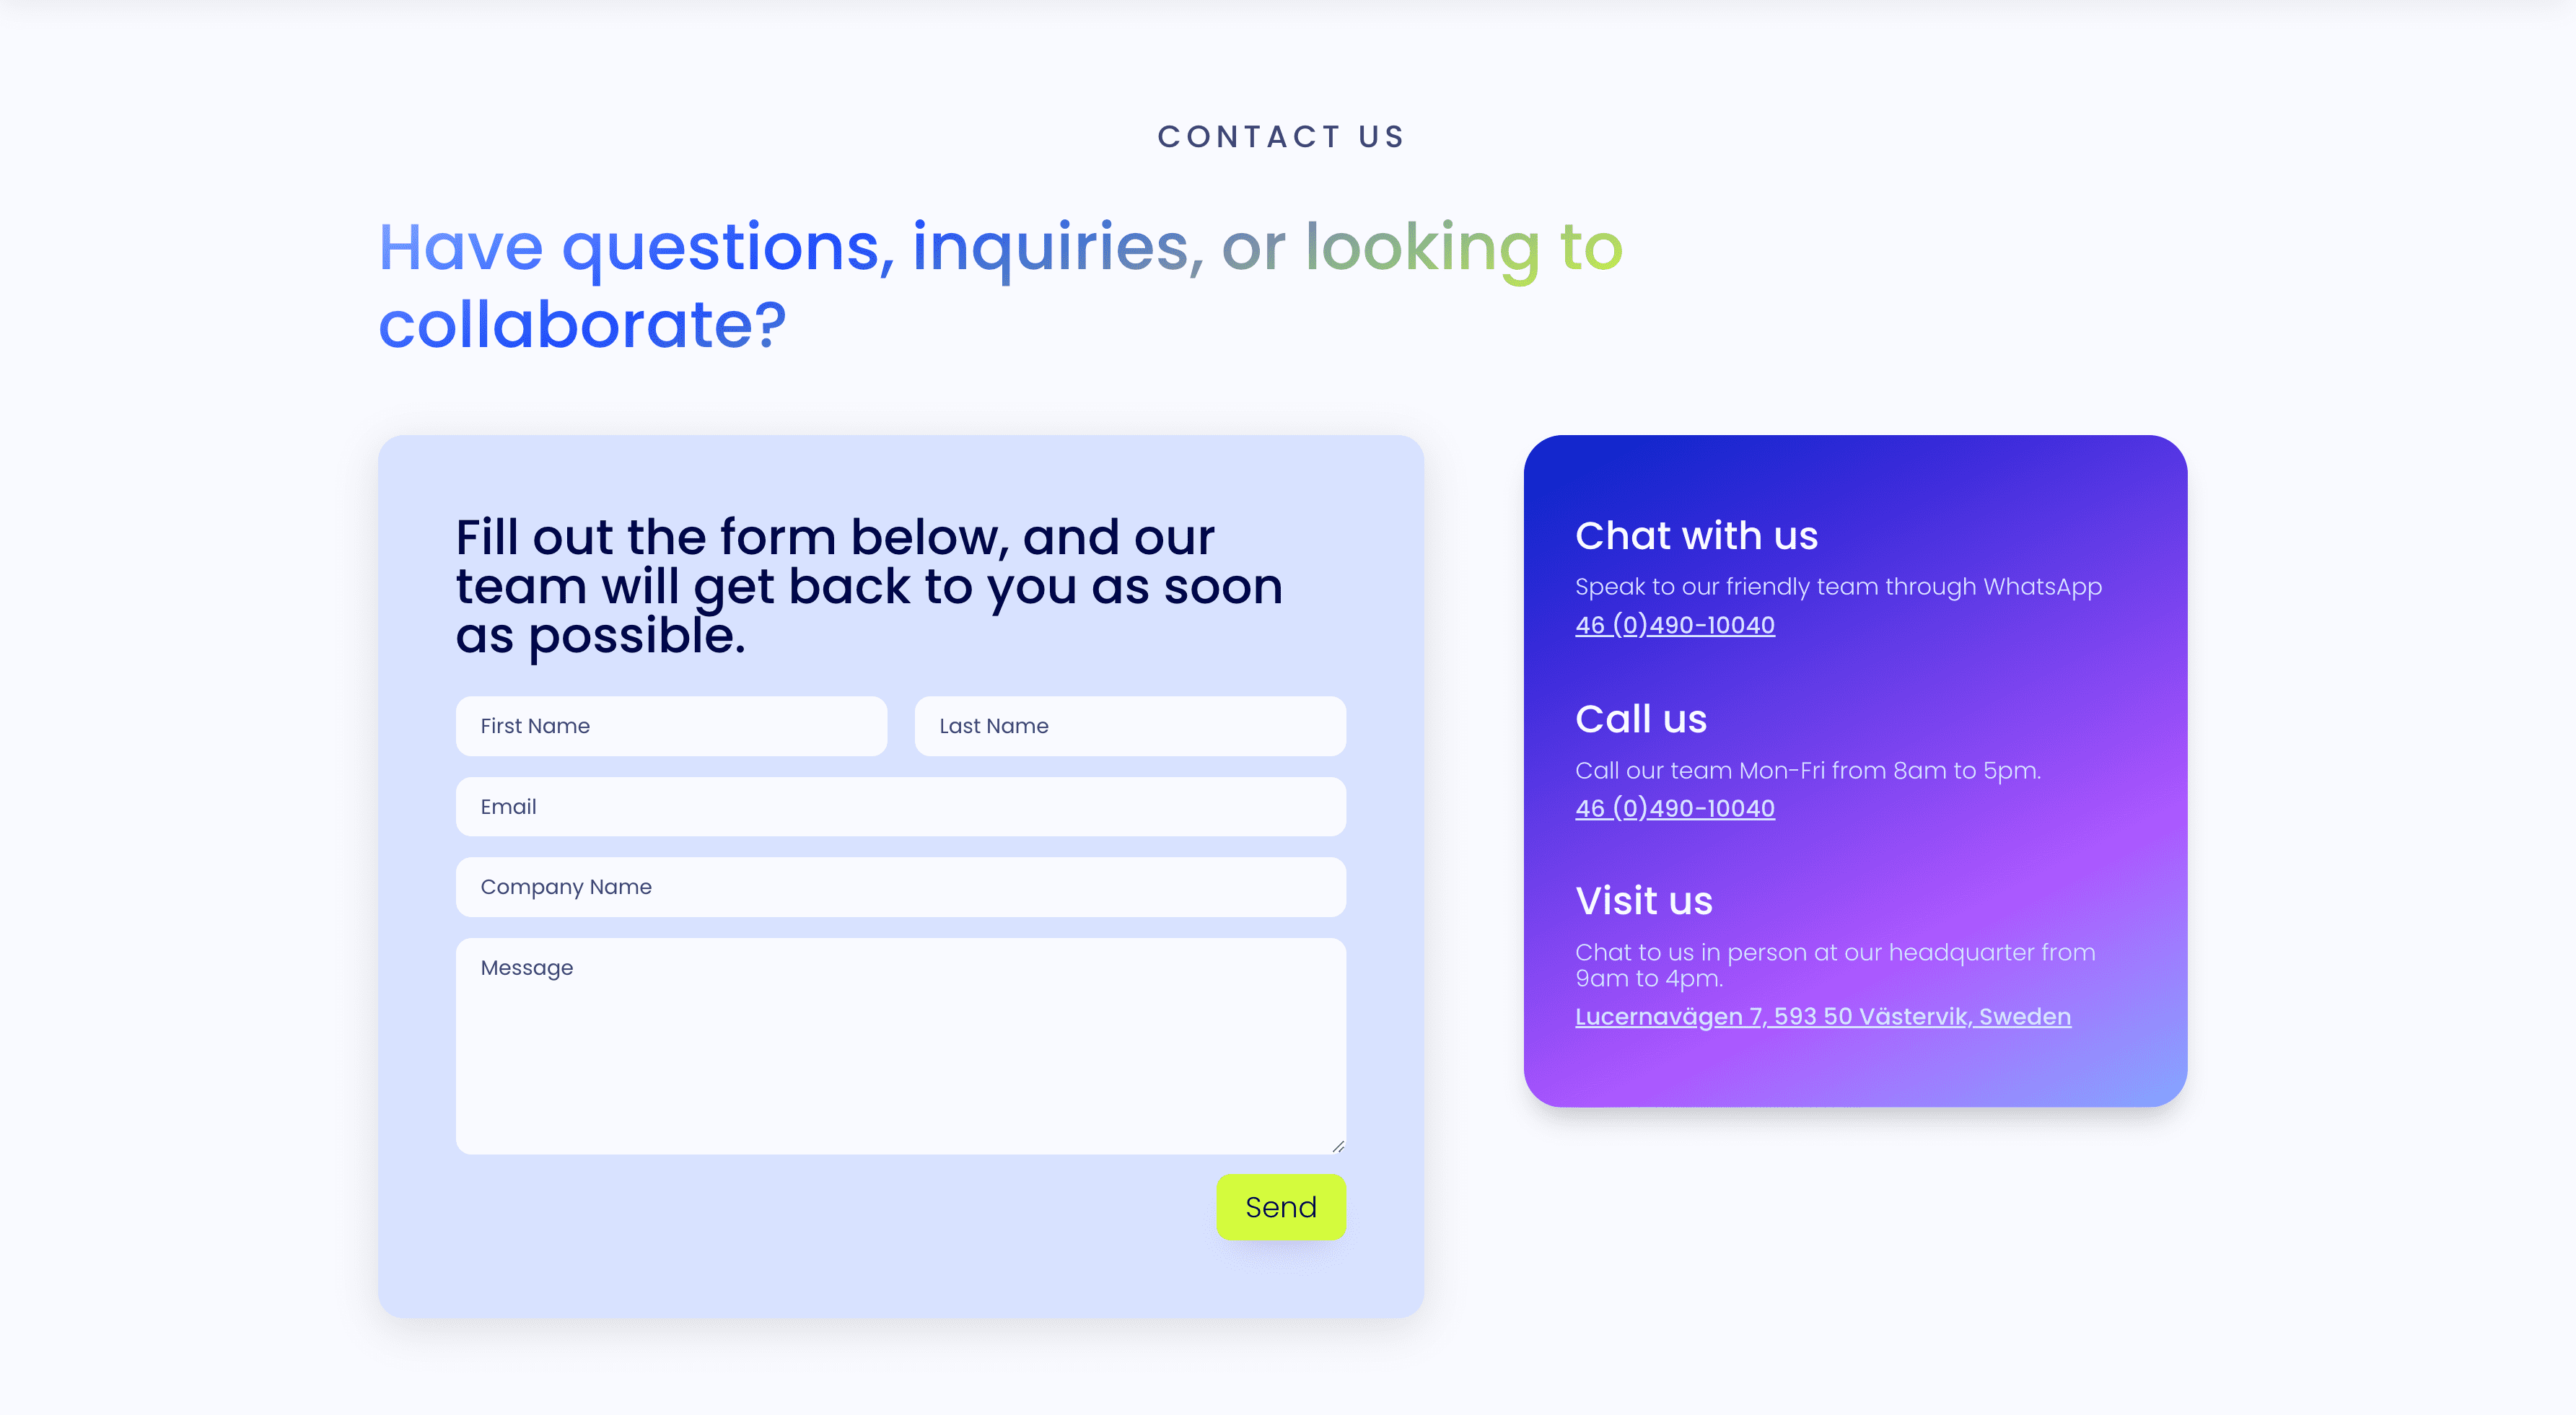 CONTACT US
Have questions, inquiries, or looking to
collaborate?
Fill out the form below, and our
team will get back to you as soon
as possible.
First Name
Last Name
Email
Company Name
Message
Send
Chat with us
Speak to our friendly team through WhatsApp
46 (0)490-10040
Call us
Call our team Mon-Fri from 8am to 5pm.
46 (0)490-10040
Visit us
Chat to us in person at our headquarter from
9am to 4pm.
Lucernavägen 7, 593 50 Västervik, Sweden